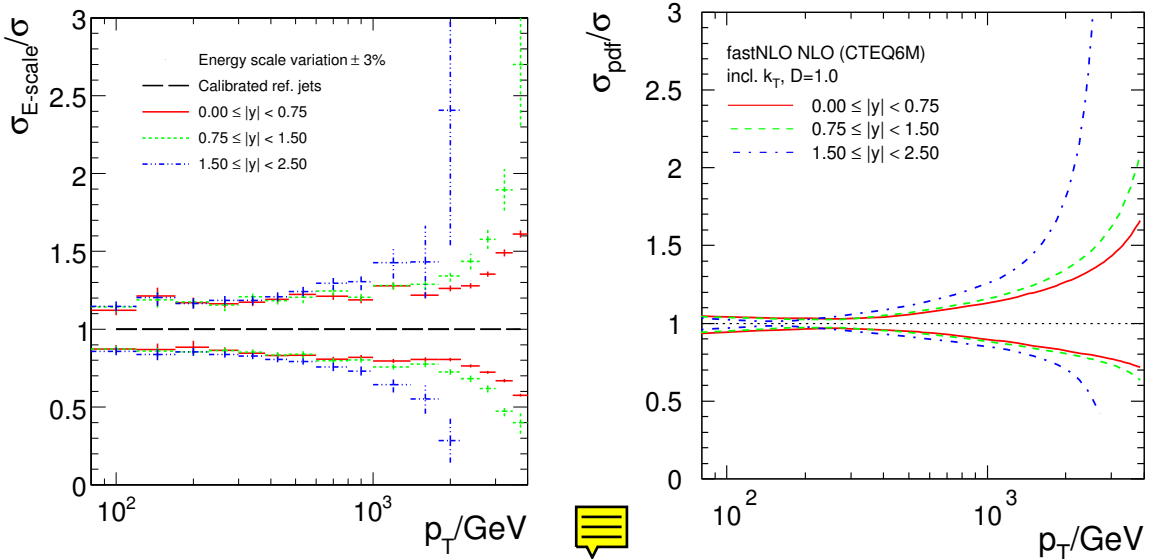 σE-scale/σ
3
2.5
2
1.5
1
0.5
0
Energy scale variation ± 3%
Calibrated ref. jets
0.00 ≤ |y| < 0.75
0.75 ≤ |y| < 1.50
1.50 ≤ |y| < 2.50
10²
10³
pT/GeV
σpdf/σ
3
2.5
2
1.5
1
0.5
0
fastNLO NLO (CTEQ6M)
incl. kT, D=1.0
0.00 ≤ |y| < 0.75
0.75 ≤ |y| < 1.50
1.50 ≤ |y| < 2.50
10²
10³
pT/GeV